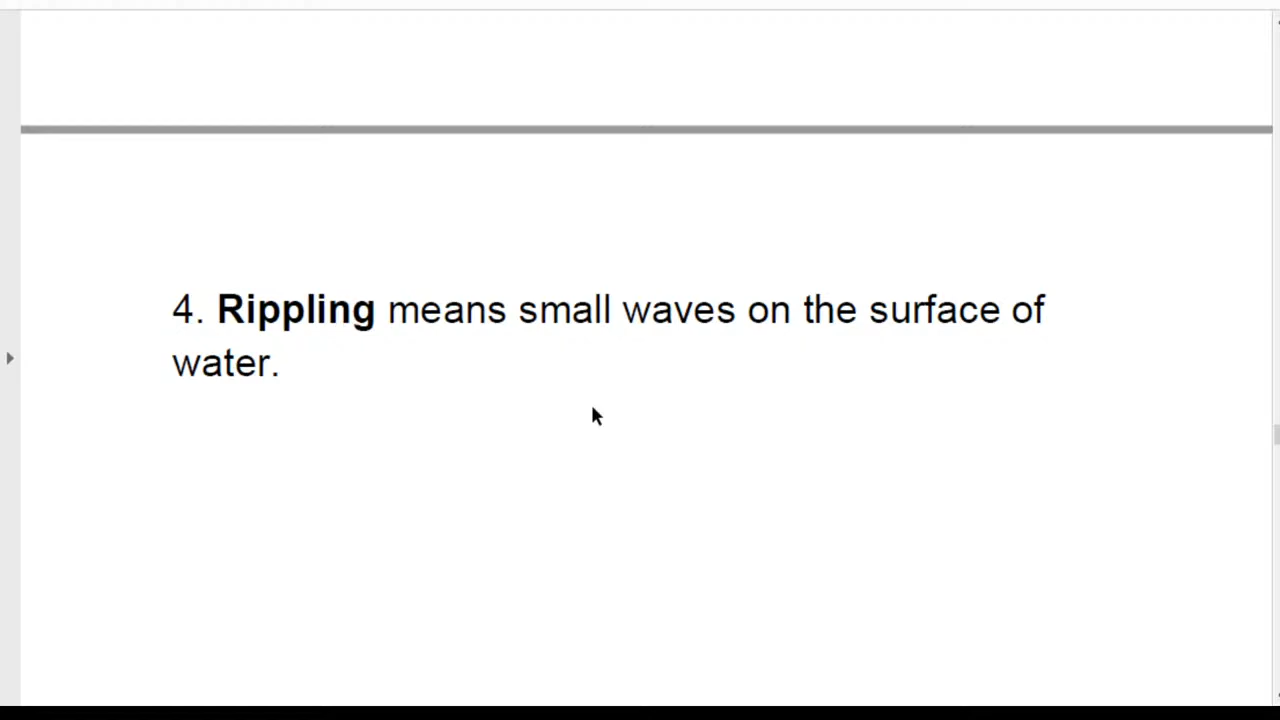 4. Rippling means small waves on the surface of
water.